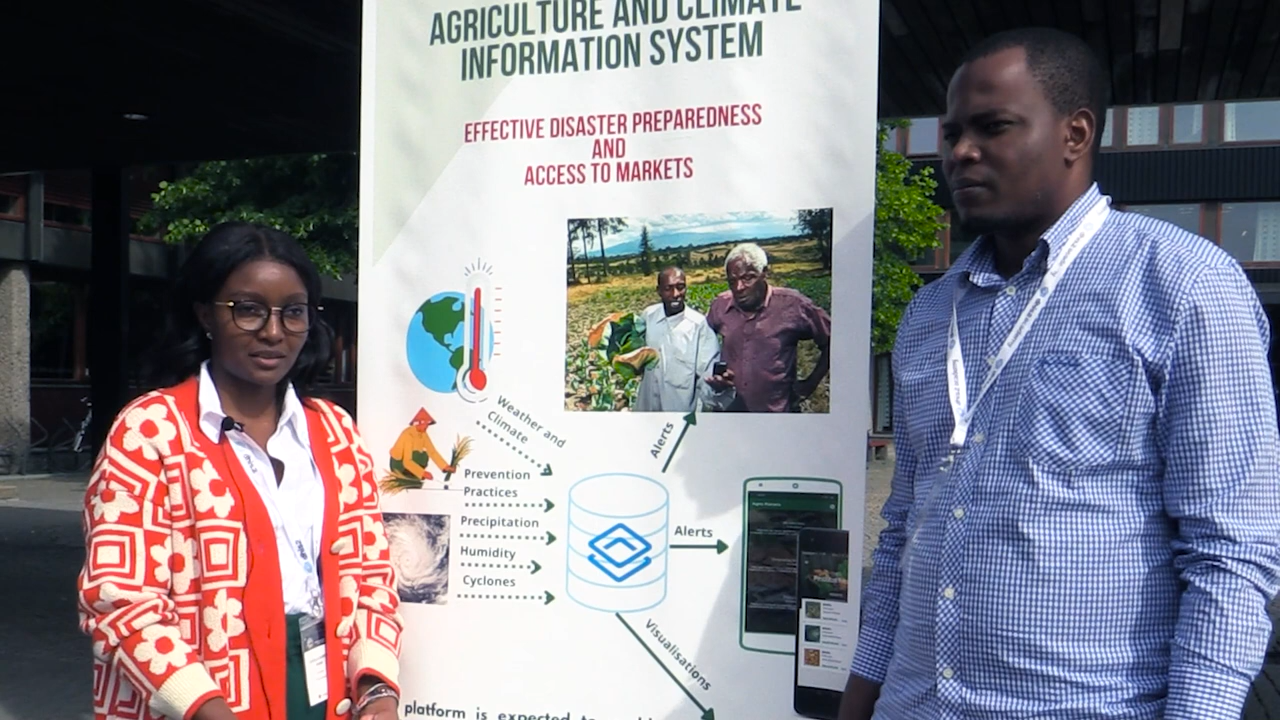 AGRICULTURE AND CLIMATE
INFORMATION SYSTEM
EFFECTIVE DISASTER PREPAREDNESS
AND
ACCESS TO MARKETS
Weather and
Climate
Prevention
Practices
Precipitation
Humidity
Cyclones
Alerts
Alerts
Visualisations
platform is expected to